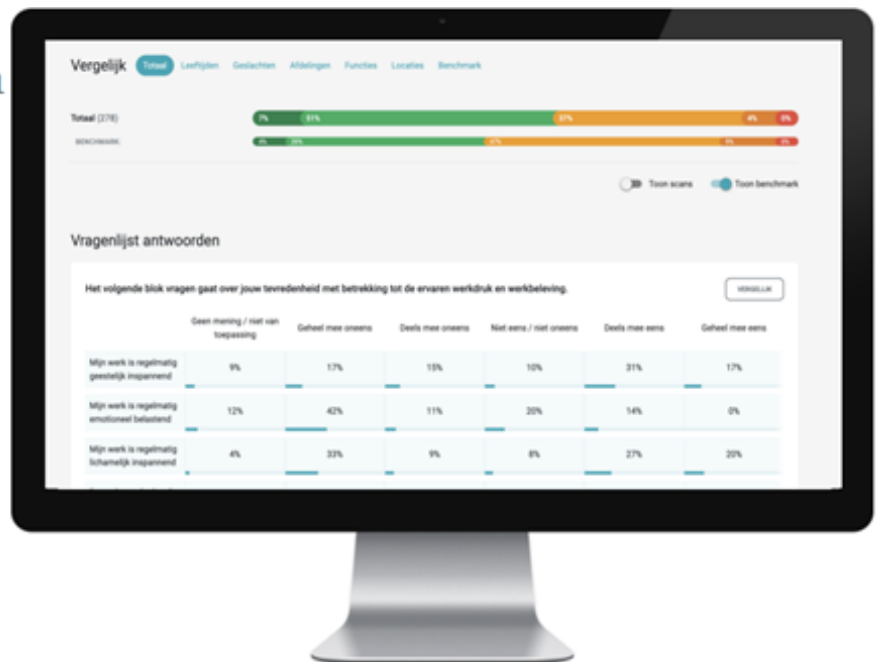 Vergelijk Totaal Leeftijden Geslachten Afdelingen Functies Locaties Benchmark
Totaal (278) 7% 51% 37% 4% 0%
BENCHMARK
Toon scans Toon benchmark
Vragenlijst antwoorden
Het volgende blok vragen gaat over jouw tevredenheid met betrekking tot de ervaren werkdruk en werkbeleving. VERGELIJK
Geen mening / niet van
toepassing Geheel mee oneens Deels mee oneens Niet eens / niet oneens Deels mee eens Geheel mee eens
Mijn werk is regelmatig
geestelijk inspannend 9% 17% 15% 10% 31% 17%
Mijn werk is regelmatig
emotioneel belastend 12% 42% 11% 20% 14% 0%
Mijn werk is regelmatig
lichamelijk inspannend 4% 33% 9% 8% 27% 20%